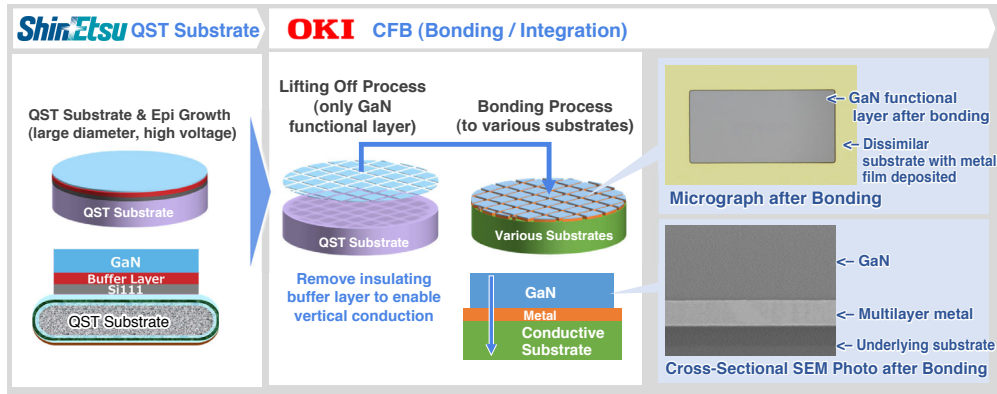 ShinEtsu QST Substrate
OKI CFB (Bonding / Integration)
QST Substrate & Epi Growth
(large diameter, high voltage)
QST Substrate
GaN
Buffer Layer
Si111
QST Substrate
Lifting Off Process
(only GaN
functional layer)
Bonding Process
(to various substrates)
QST Substrate
Various Substrates
Remove insulating
buffer layer to enable
vertical conduction
GaN
Metal
Conductive
Substrate
<– GaN functional
layer after bonding
<– Dissimilar
substrate with metal
film deposited
Micrograph after Bonding
<– GaN
<– Multilayer metal
<– Underlying substrate
Cross-Sectional SEM Photo after Bonding